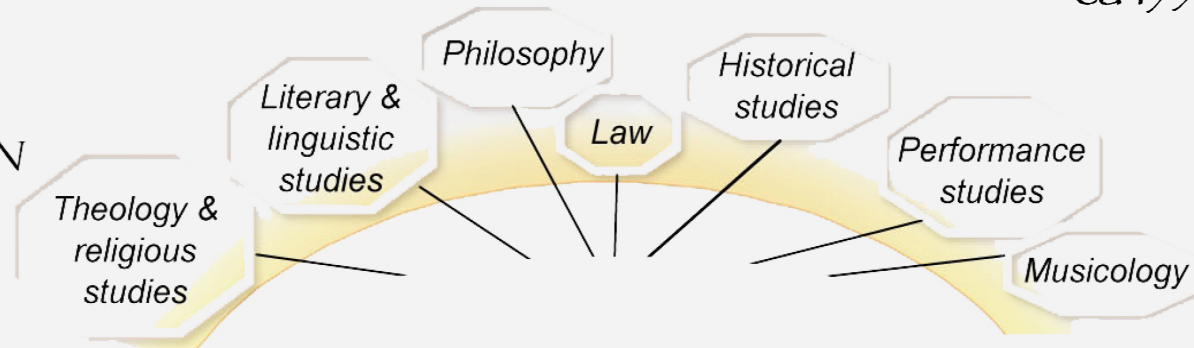 Theology &
religious
studies
Literary &
linguistic
studies
Philosophy
Law
Historical
studies
Performance
studies
Musicology